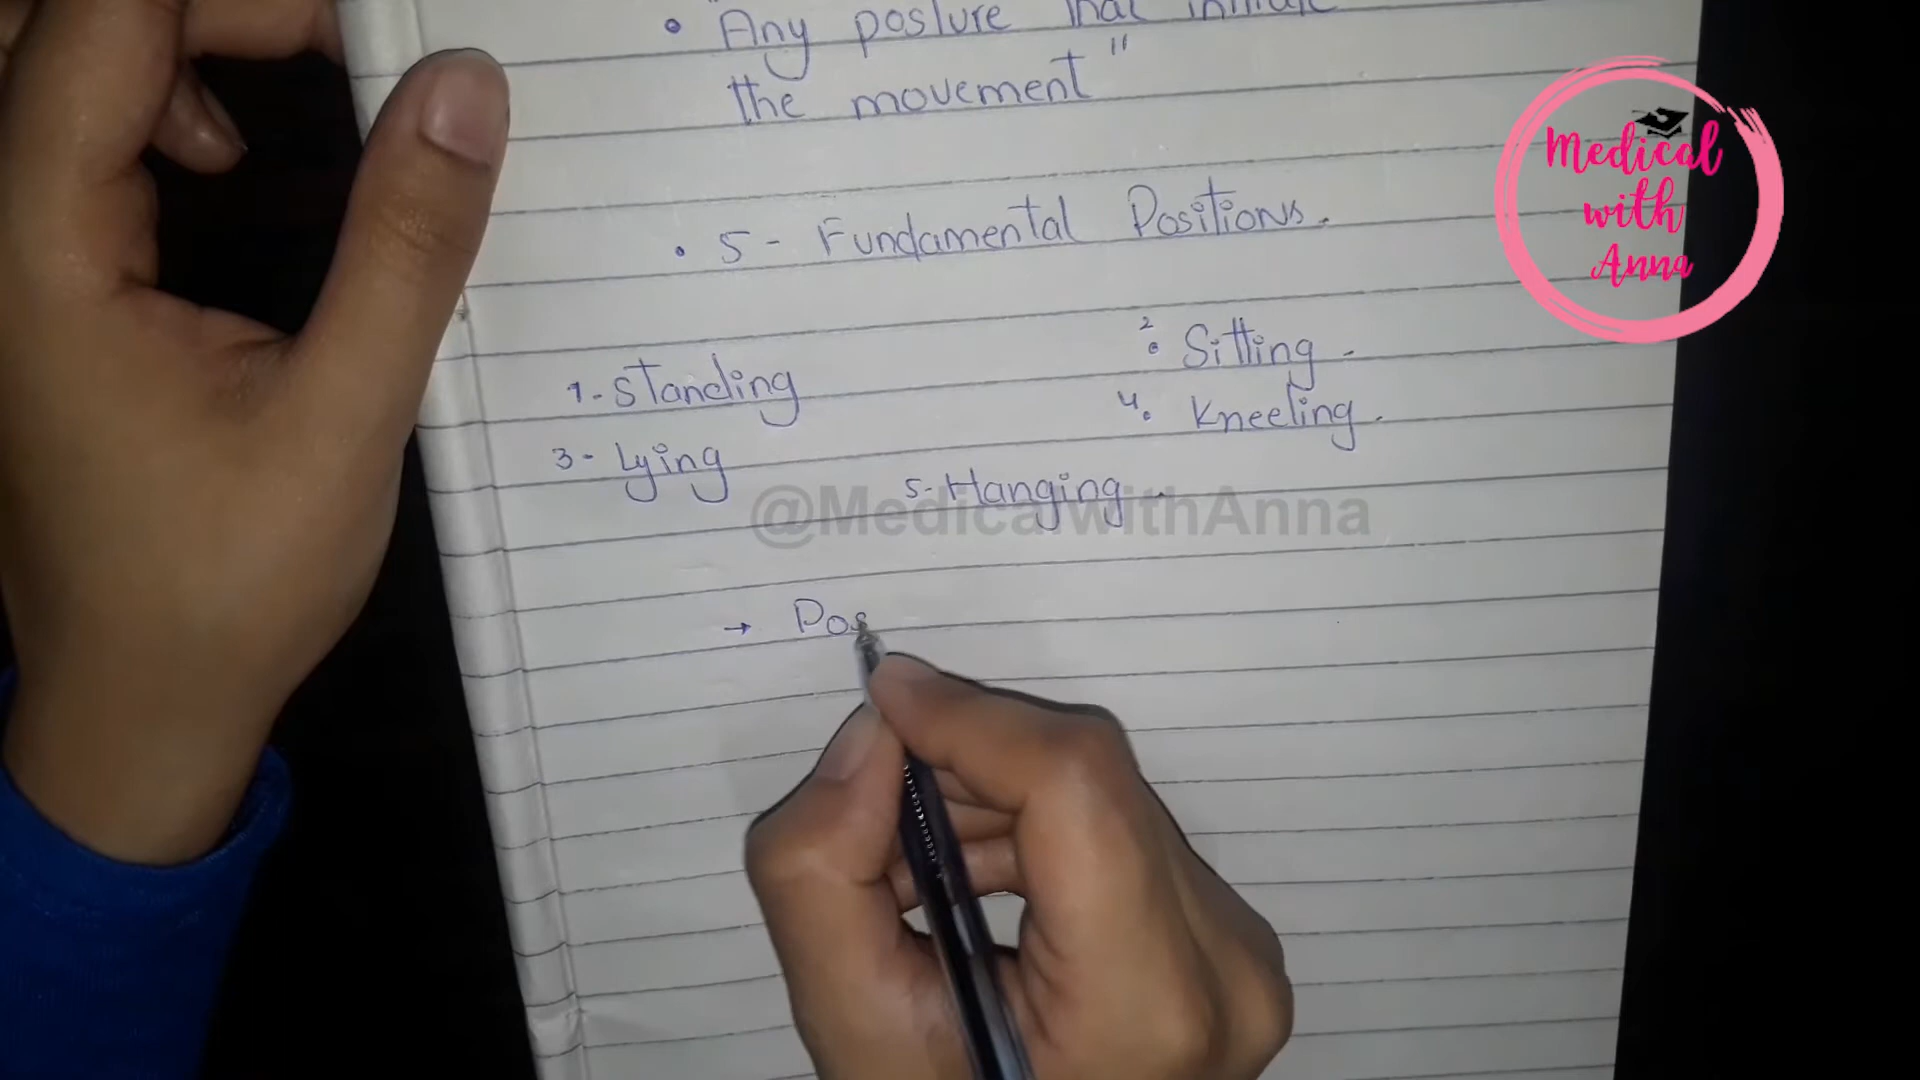 • "Any posture that initiate
the movement"
• 5 - Fundamental Positions.
1 - Standing
2. Sitting -
3 - Lying
4. Kneeling -
5 - Hanging -
@MedicalwithAnna
→ Pos
Medical
with
Anna